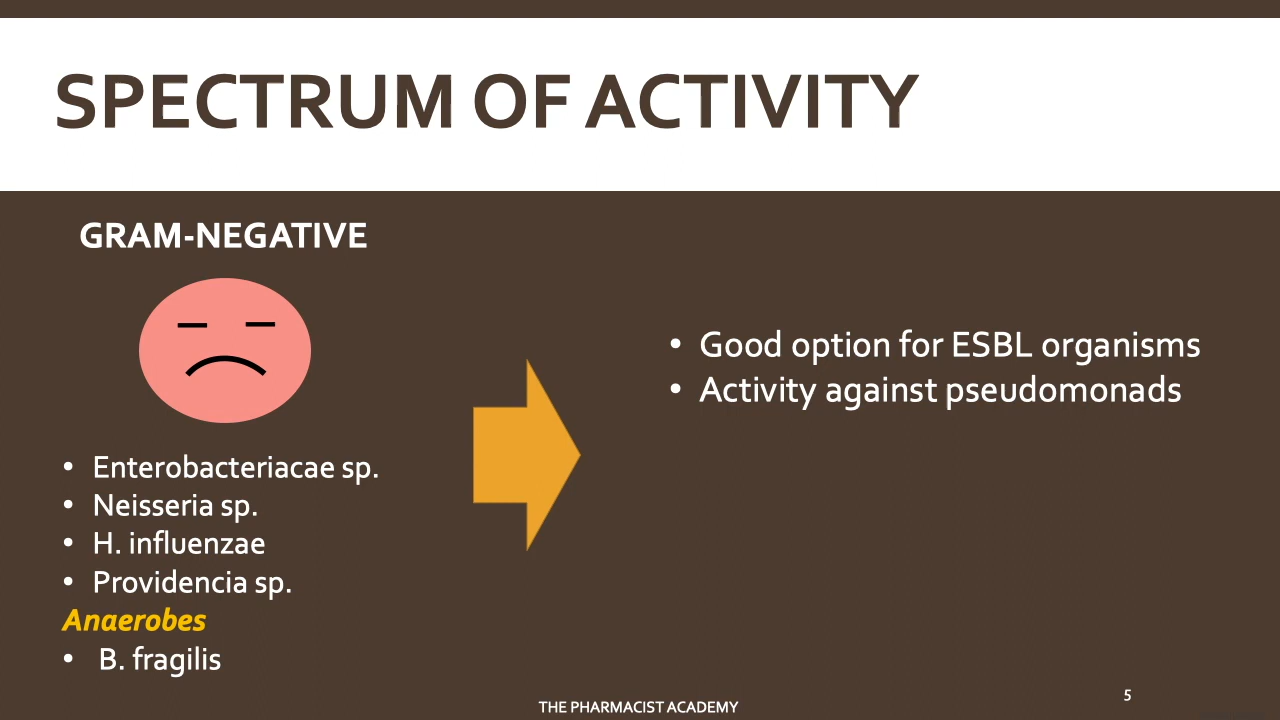 SPECTRUM OF ACTIVITY
GRAM-NEGATIVE
• Enterobacteriacae sp.
• Neisseria sp.
• H. influenzae
• Providencia sp.
Anaerobes
• B. fragilis
• Good option for ESBL organisms
• Activity against pseudomonads
THE PHARMACIST ACADEMY
5